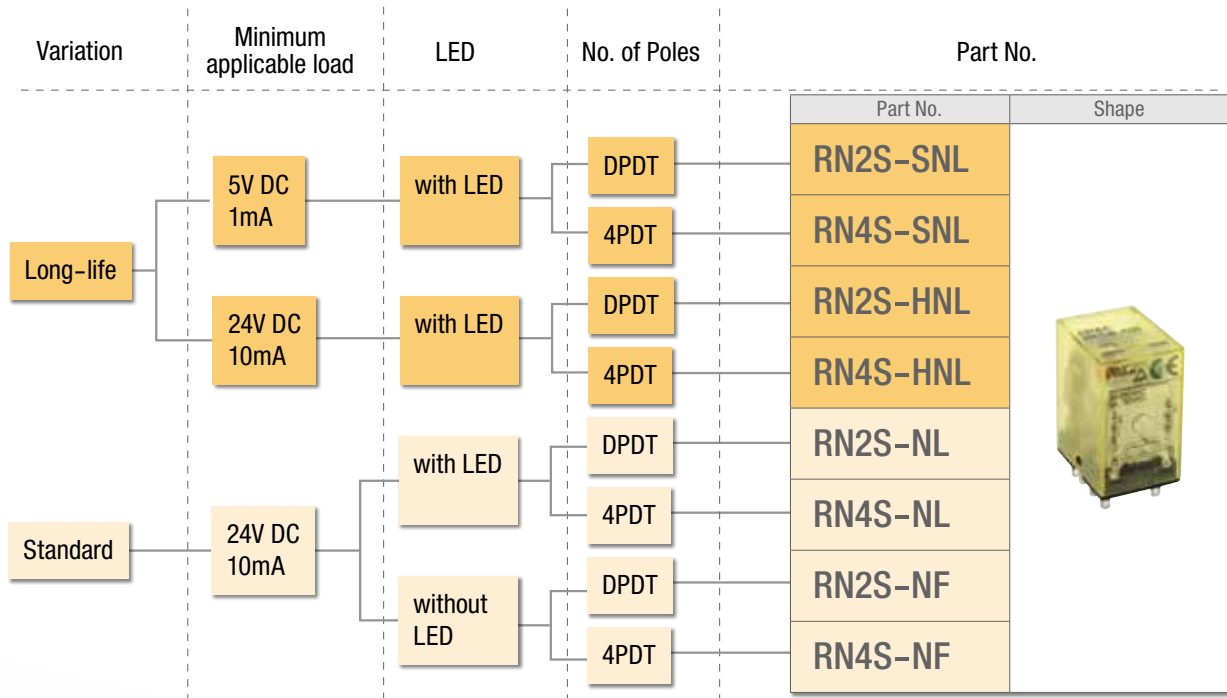 Variation
Minimum
applicable load
LED
No. of Poles
Part No.
Part No.
Shape
Long-life
5V DC
1mA
with LED
DPDT
RN2S-SNL
4PDT
RN4S-SNL
24V DC
10mA
with LED
DPDT
RN2S-HNL
4PDT
RN4S-HNL
Standard
24V DC
10mA
with LED
DPDT
RN2S-NL
4PDT
RN4S-NL
without
LED
DPDT
RN2S-NF
4PDT
RN4S-NF